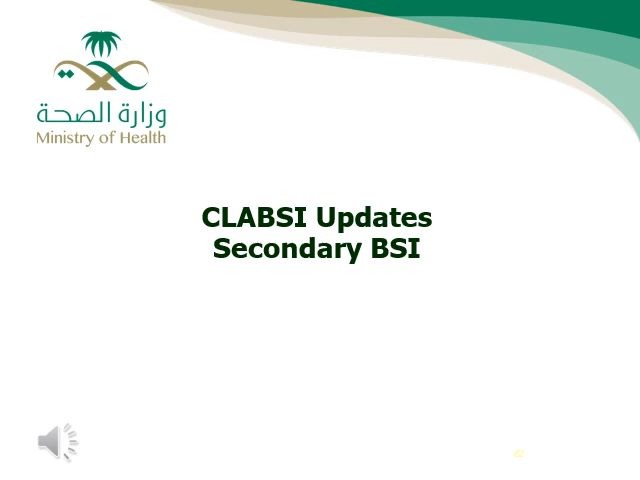 وزارة الصحة
Ministry of Health
CLABSI Updates
Secondary BSI